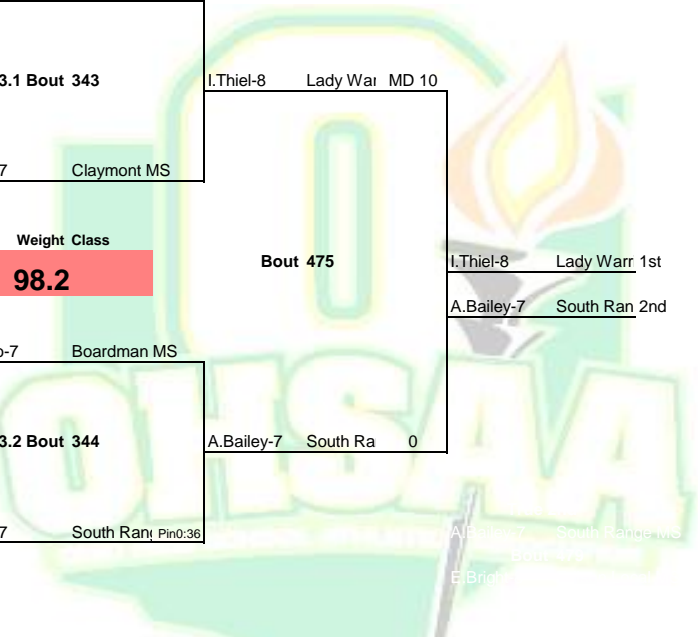 3.1 Bout 343
I.Thiel-8 Lady War MD 10
7 Claymont MS
Weight Class
98.2
Bout 475
I.Thiel-8 Lady Warr 1st
A.Bailey-7 South Ran 2nd
-7 Boardman MS
OHSAA
3.2 Bout 344
A.Bailey-7 South Ra 0
7 South Rang Pin0:36
South Range MS